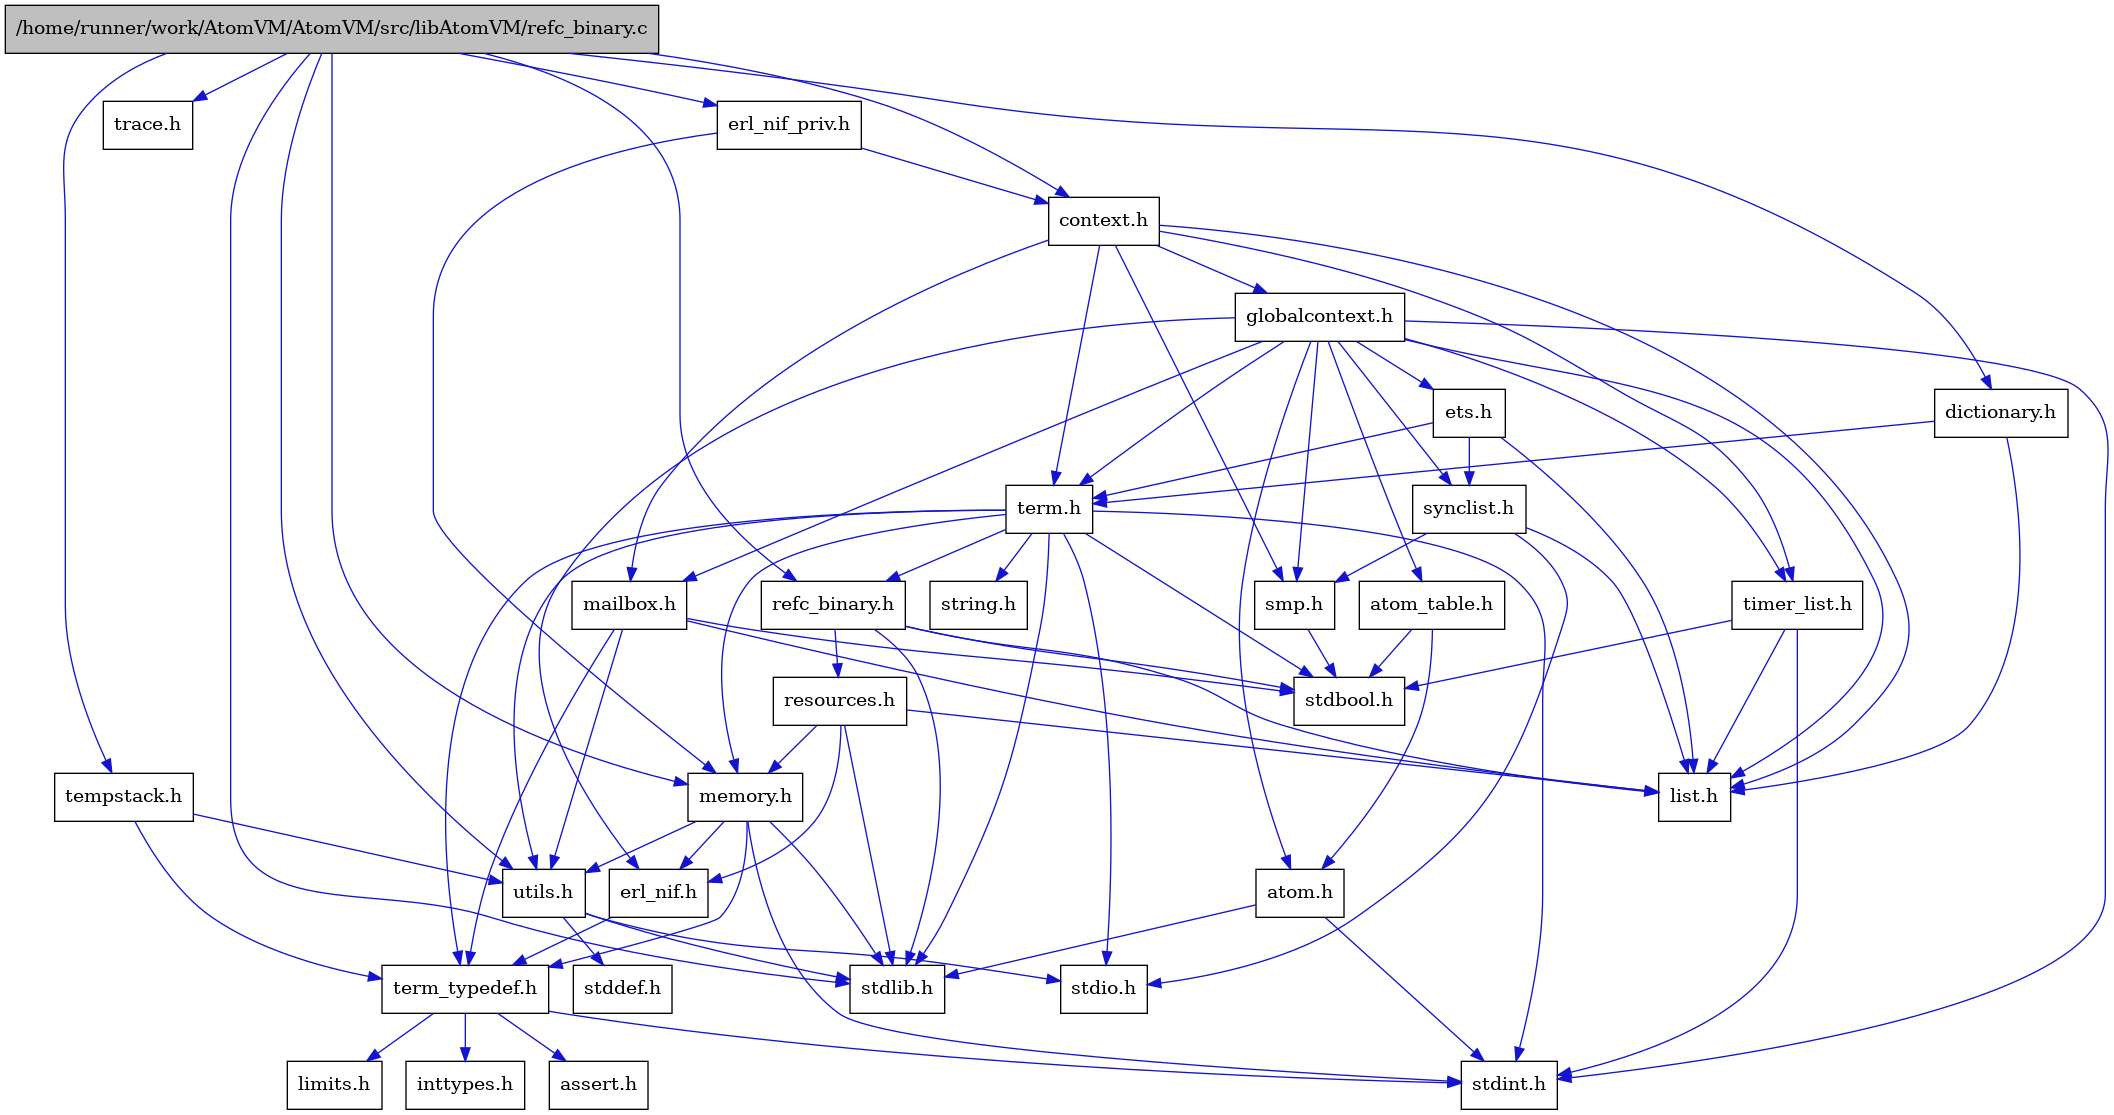 /home/runner/work/AtomVM/AtomVM/src/libAtomVM/refc_binary.c
trace.h
erl_nif_priv.h
context.h
globalcontext.h
ets.h
dictionary.h
term.h
synclist.h
mailbox.h
refc_binary.h
string.h
smp.h
atom_table.h
timer_list.h
resources.h
stdbool.h
tempstack.h
memory.h
list.h
utils.h
erl_nif.h
atom.h
term_typedef.h
stddef.h
stdlib.h
stdio.h
limits.h
inttypes.h
assert.h
stdint.h